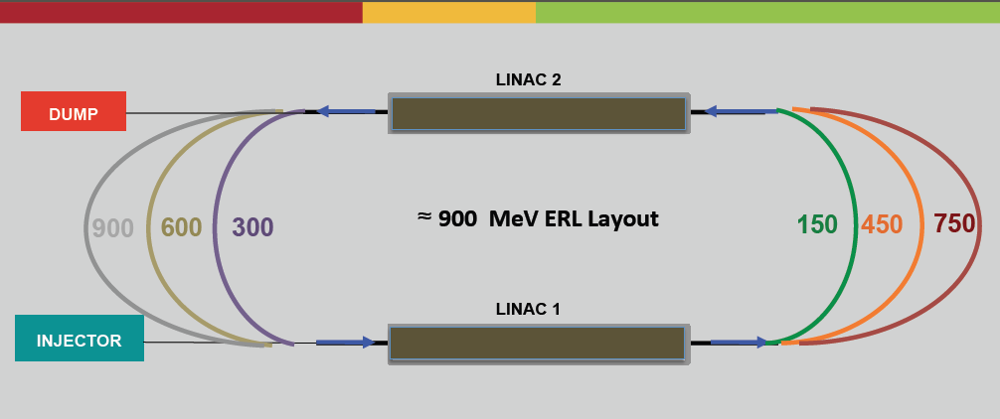 LINAC 2
DUMP
900 600 300
≈ 900 MeV ERL Layout
150 450 750
LINAC 1
INJECTOR